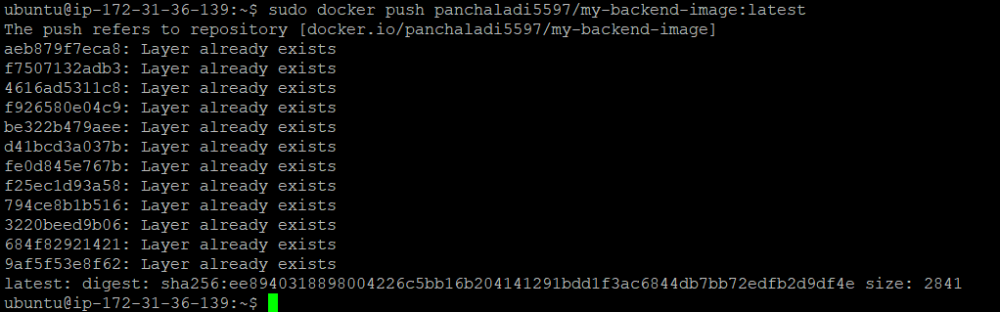 ubuntu@ip-172-31-36-139:~$ sudo docker push panchaladi5597/my-backend-image:latest
The push refers to repository [docker.io/panchaladi5597/my-backend-image]
aeb879f7eca8: Layer already exists
f7507132adb3: Layer already exists
4616ad5311c8: Layer already exists
f926580e04c9: Layer already exists
be322b479aee: Layer already exists
d41bcd3a037b: Layer already exists
fe0d845e767b: Layer already exists
f25ec1d93a58: Layer already exists
794ce8b1b516: Layer already exists
3220beed9b06: Layer already exists
684f82921421: Layer already exists
9af5f53e8f62: Layer already exists
latest: digest: sha256:ee8940318898004226c5bb16b204141291bdd1f3ac6844db7bb72edfb2d9df4e size: 2841
ubuntu@ip-172-31-36-139:~$